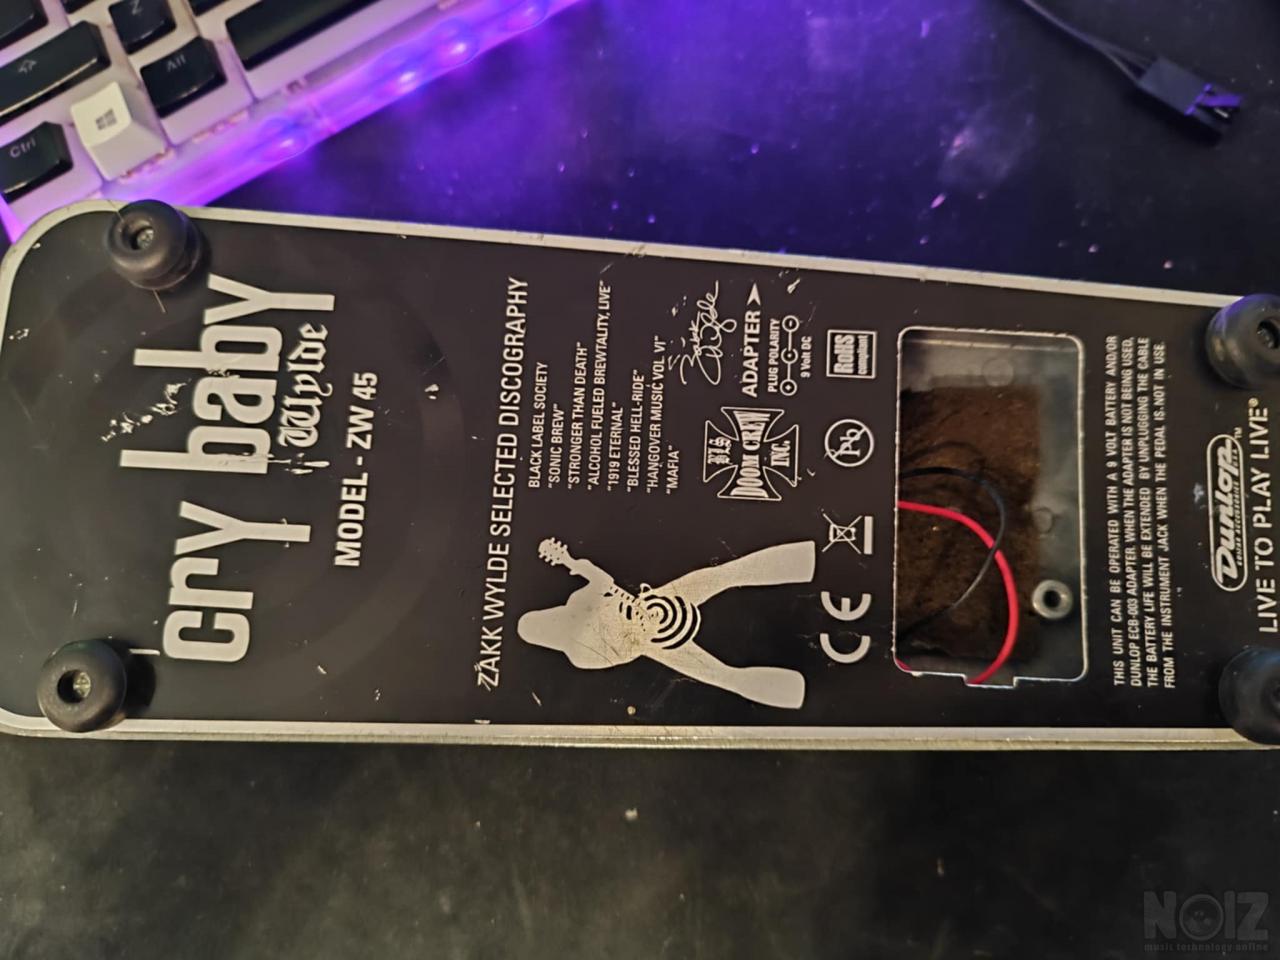 cry baby
Wylde
MODEL - ZW 45
ZAKK WYLDE SELECTED DISCOGRAPHY
BLACK LABEL SOCIETY
"SONIC BREW"
"STRONGER THAN DEATH"
"ALCOHOL FUELED BREWTALITY, LIVE"
"1919 ETERNAL"
"BLESSED HELL-RIDE"
"HANGOVER MUSIC VOL VI"
"MAFIA"
BLS
DOOM CREW
INC.
Zakk Wylde
ADAPTER
PLUG POLARITY
9 Volt DC
CE
RoHS
compliant
THIS UNIT CAN BE OPERATED WITH A 9 VOLT BATTERY AND/OR
DUNLOP ECB-003 ADAPTER. WHEN THE ADAPTER IS NOT BEING USED,
THE BATTERY LIFE WILL BE EXTENDED BY UNPLUGGING THE CABLE
FROM THE INSTRUMENT JACK WHEN THE PEDAL IS NOT IN USE.
Dunlop™
LIVE TO PLAY LIVE®
Z
Alt
Ctrl
NOIZ
music technology online